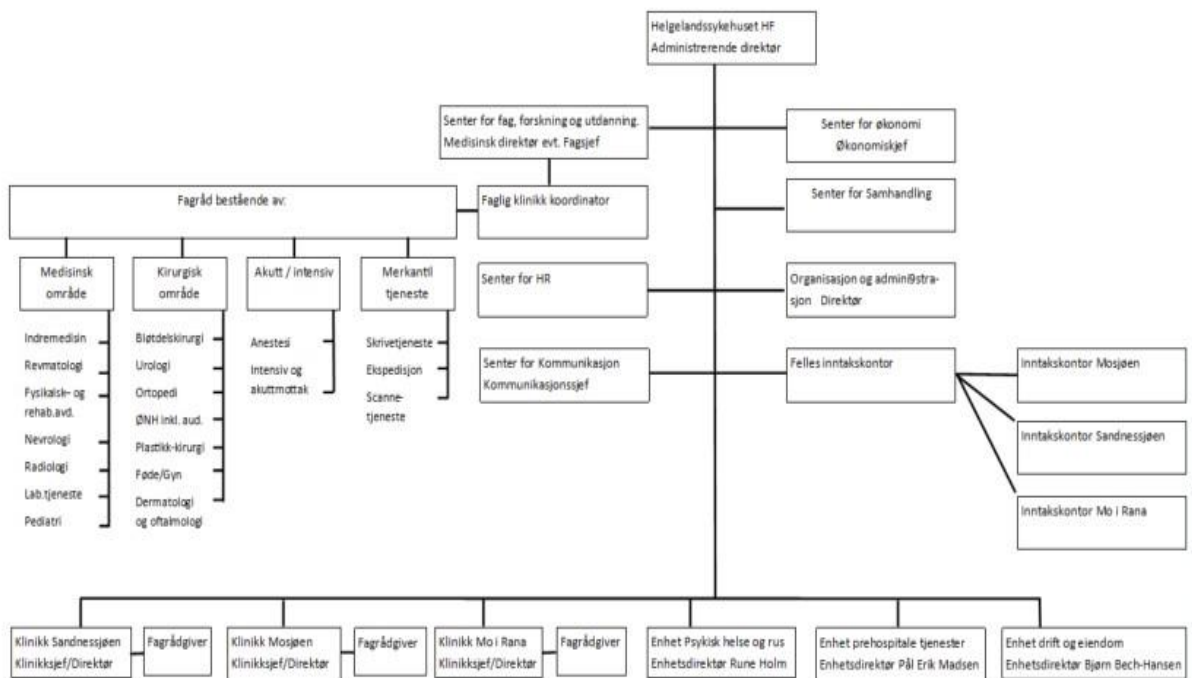 Helgelandssykehuset HF
Administrerende direktør
Senter for fag, forskning og utdanning.
Medisinsk direktør evt. Fagsjef
Senter for økonomi
Økonomiskjef
Fagråd bestående av:
Faglig klinikk koordinator
Senter for Samhandling
Medisinsk
område
Indremedisin
Revmatologi
Fysikalsk- og
rehab.avd.
Nevrologi
Radiologi
Lab.tjeneste
Pediatri
Kirurgisk
område
Bløtdelskirurgi
Urologi
Ortopedi
ØNH inkl. aud.
Plastikk-kirurgi
Føde/Gyn
Dermatologi
og oftalmologi
Akutt / intensiv
Anestesi
Intensiv og
akuttmottak
Merkantil
tjeneste
Skrivetjeneste
Ekspedisjon
Scanne-
tjeneste
Senter for HR
Organisasjon og admini9stra-
sjon Direktør
Senter for Kommunikasjon
Kommunikasjonssjef
Felles inntakskontor
Inntakskontor Mosjøen
Inntakskontor Sandnessjøen
Inntakskontor Mo i Rana
Klinikk Sandnessjøen
Klinikksjef/Direktør
Fagrådgiver
Klinikk Mosjøen
Klinikksjef/Direktør
Fagrådgiver
Klinikk Mo i Rana
Klinikksjef/Direktør
Fagrådgiver
Enhet Psykisk helse og rus
Enhetsdirektør Rune Holm
Enhet prehospitale tjenester
Enhetsdirektør Pål Erik Madsen
Enhet drift og eiendom
Enhetsdirektør Bjørn Bech-Hansen